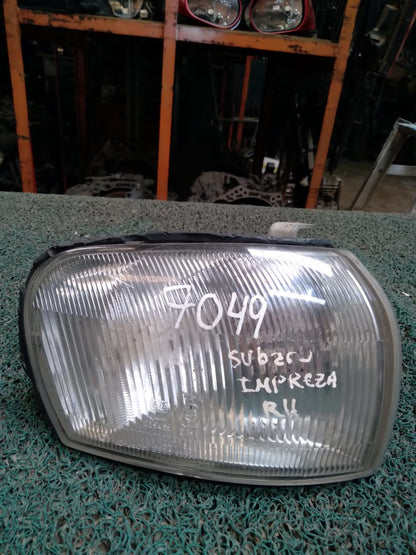 7049
Subaru
IMPREZA
RH